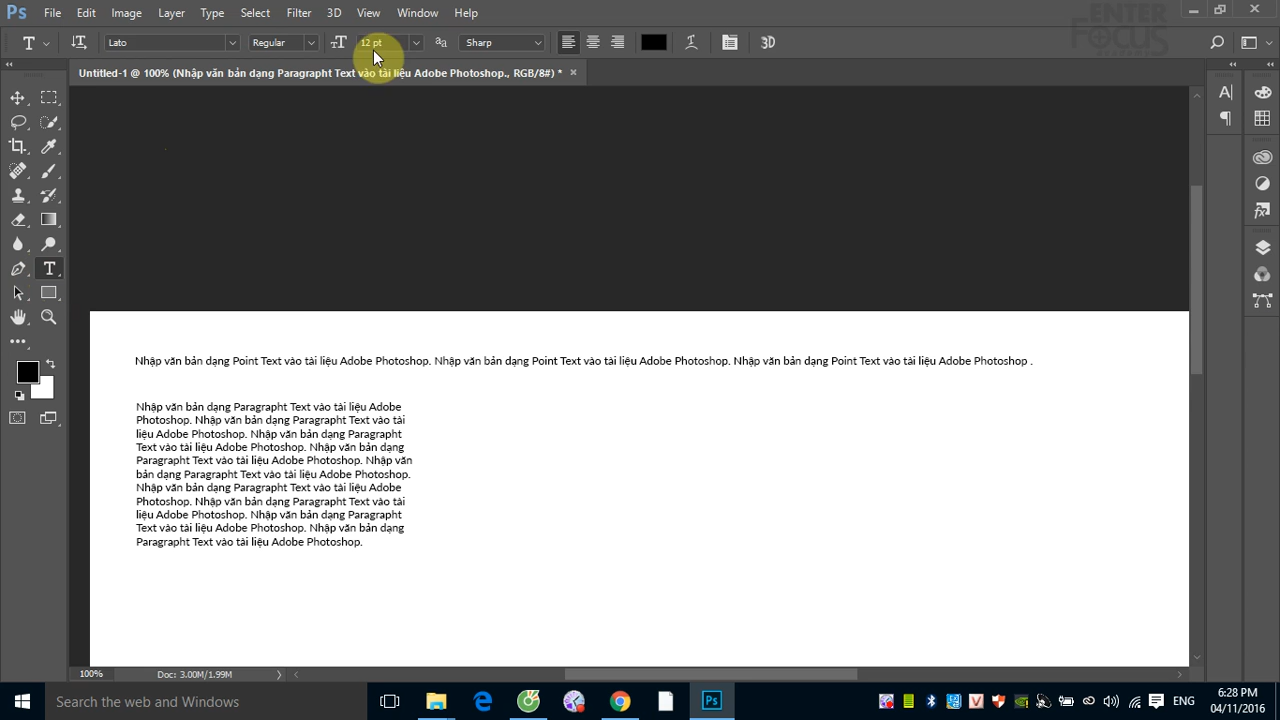 Ps File Edit Image Layer Type Select Filter 3D View Window Help
ENTER
FOCUS
T Lato Regular 12 pt Sharp 3D
Untitled-1 @ 100% (Nhập văn bản dạng Paragrapht Text vào tài liệu Adobe Photoshop., RGB/8#) *
Nhập văn bản dạng Point Text vào tài liệu Adobe Photoshop. Nhập văn bản dạng Point Text vào tài liệu Adobe Photoshop. Nhập văn bản dạng Point Text vào tài liệu Adobe Photoshop .
Nhập văn bản dạng Paragrapht Text vào tài liệu Adobe
Photoshop. Nhập văn bản dạng Paragrapht Text vào tài
liệu Adobe Photoshop. Nhập văn bản dạng Paragrapht
Text vào tài liệu Adobe Photoshop. Nhập văn bản dạng
Paragrapht Text vào tài liệu Adobe Photoshop. Nhập văn
bản dạng Paragrapht Text vào tài liệu Adobe Photoshop.
Nhập văn bản dạng Paragrapht Text vào tài liệu Adobe
Photoshop. Nhập văn bản dạng Paragrapht Text vào tài
liệu Adobe Photoshop. Nhập văn bản dạng Paragrapht
Text vào tài liệu Adobe Photoshop. Nhập văn bản dạng
Paragrapht Text vào tài liệu Adobe Photoshop.
100% Doc: 3.00M/1.99M
Search the web and Windows
Ps
ENG
6:28 PM
04/11/2016